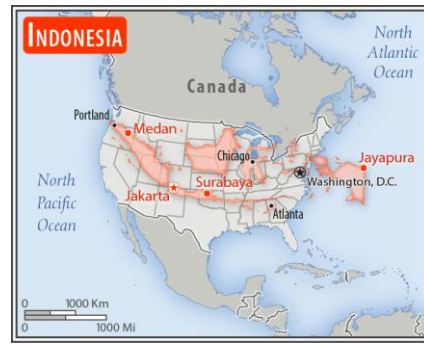 INDONESIA
North
Atlantic
Ocean
Canada
Portland
Medan
Chicago
Jayapura
Washington, D.C.
Surabaya
Jakarta
North
Pacific
Ocean
Atlanta
0 1000 Km
0 1000 Mi